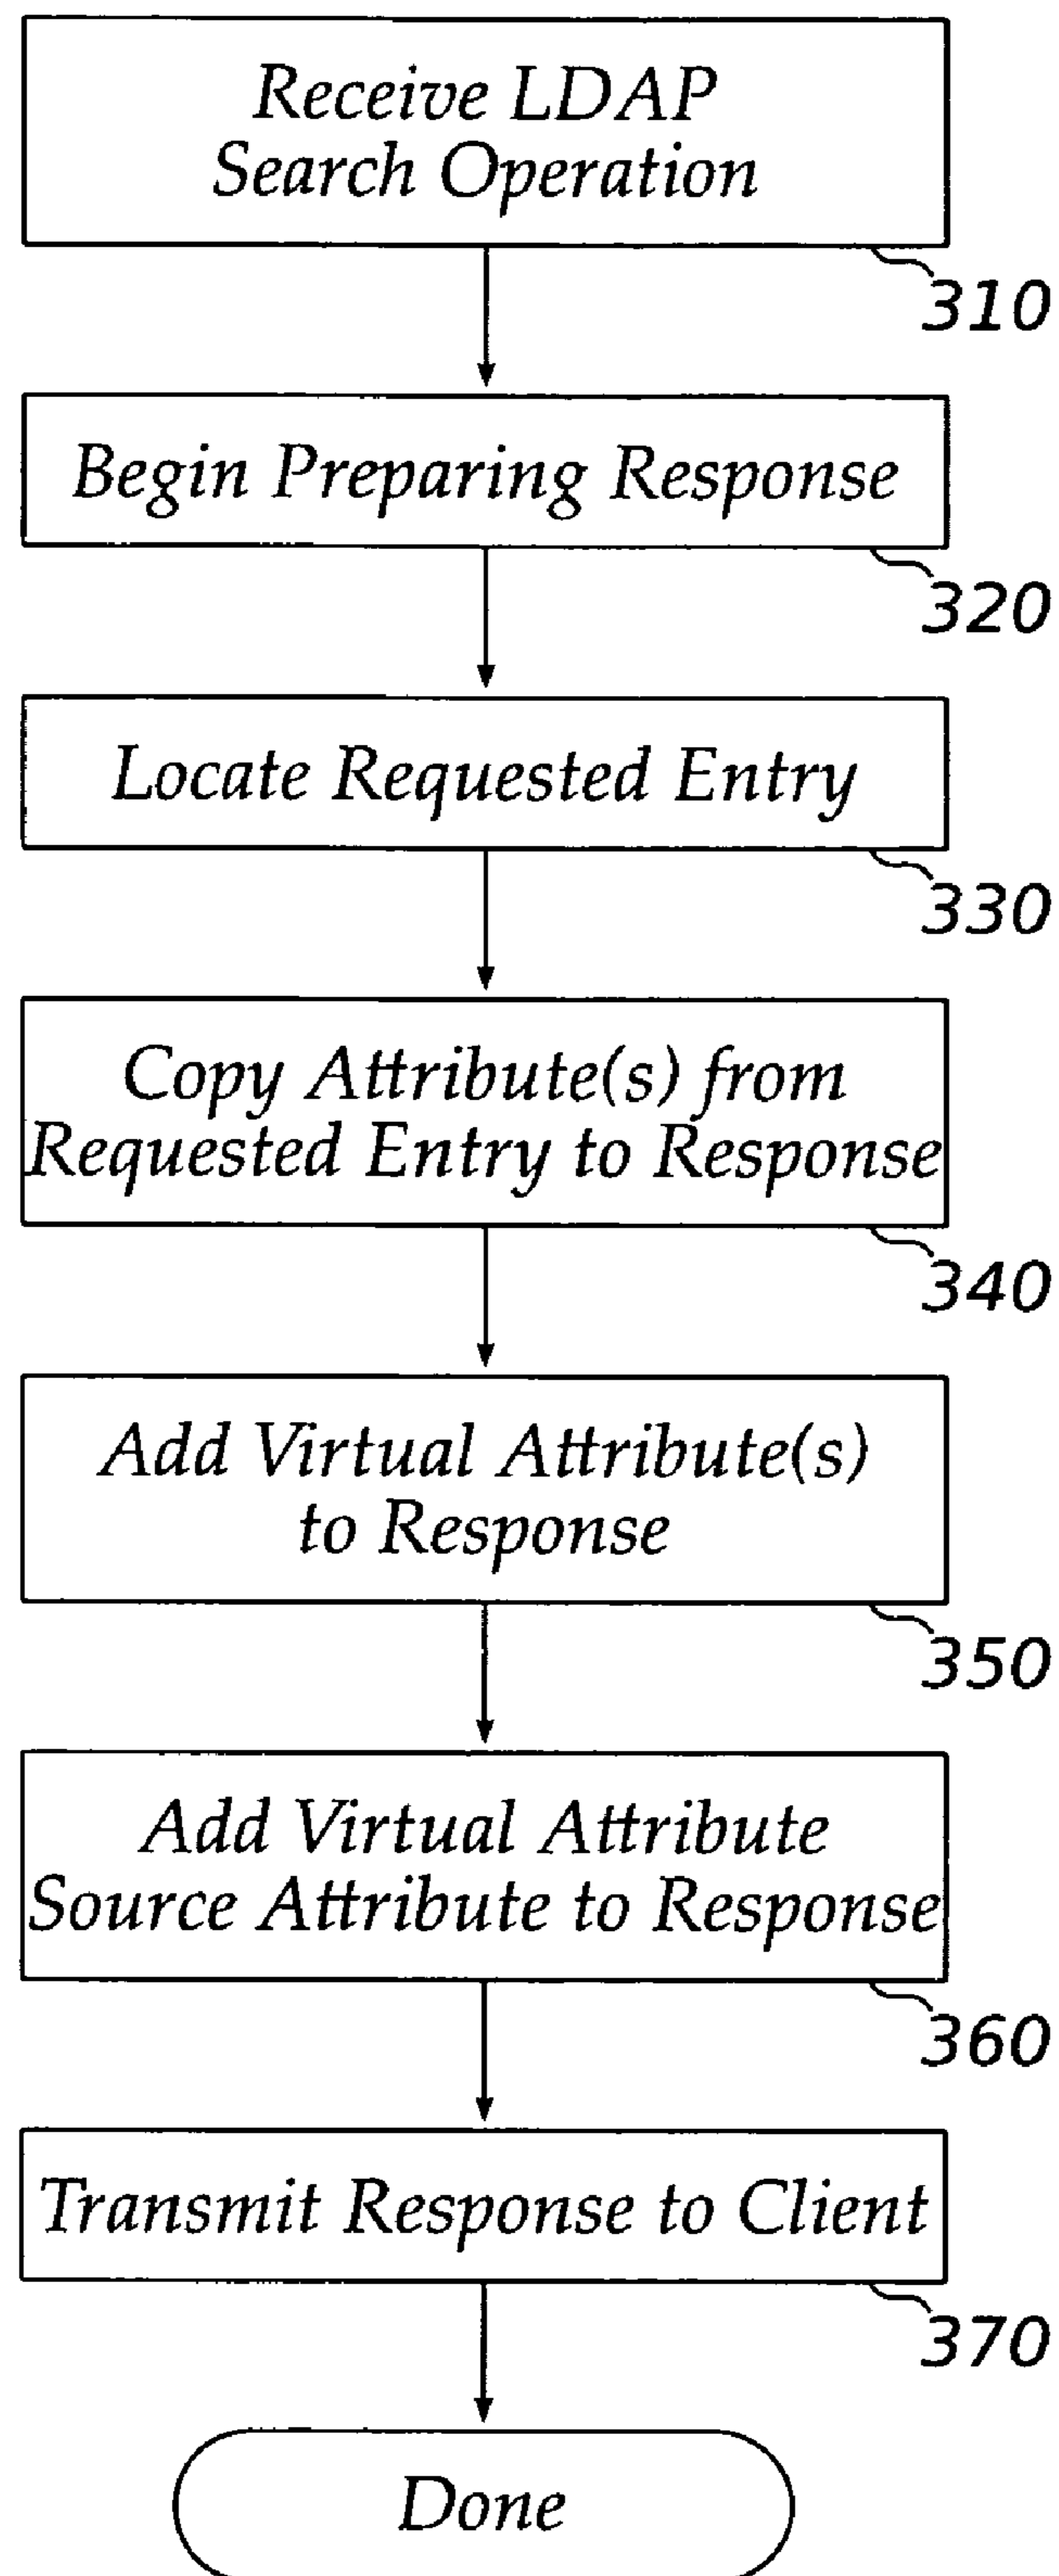 Receive LDAP
Search Operation
310
Begin Preparing Response
320
Locate Requested Entry
330
Copy Attribute(s) from
Requested Entry to Response
340
Add Virtual Attribute(s)
to Response
350
Add Virtual Attribute
Source Attribute to Response
360
Transmit Response to Client
370
Done